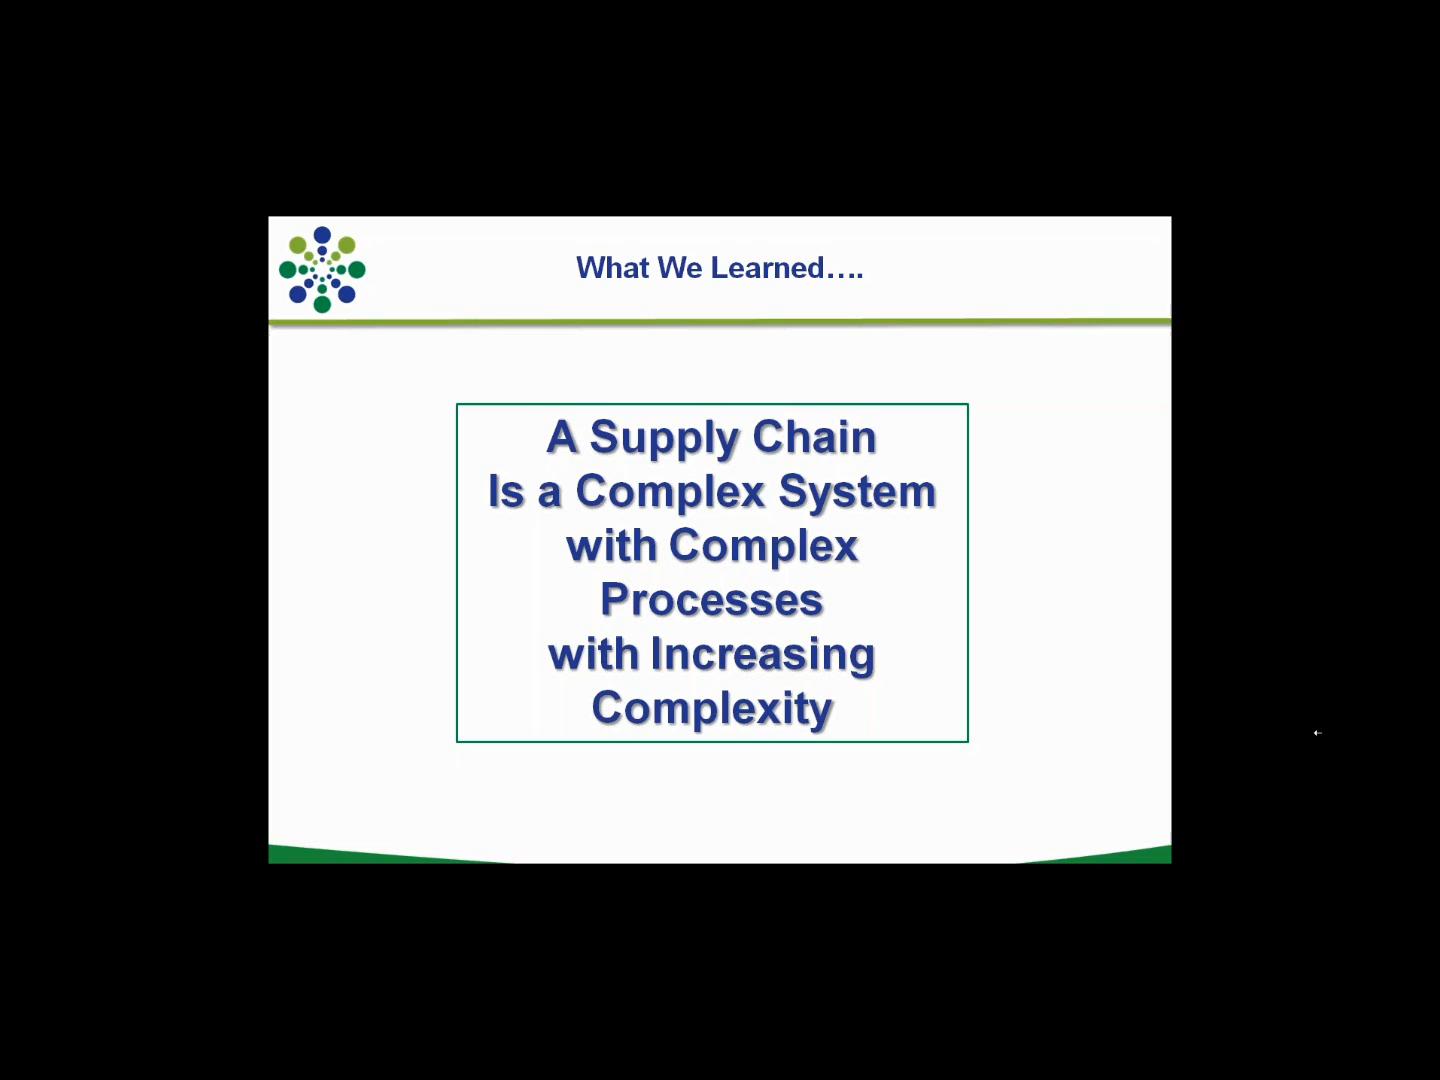 What We Learned….
A Supply Chain
Is a Complex System
with Complex
Processes
with Increasing
Complexity